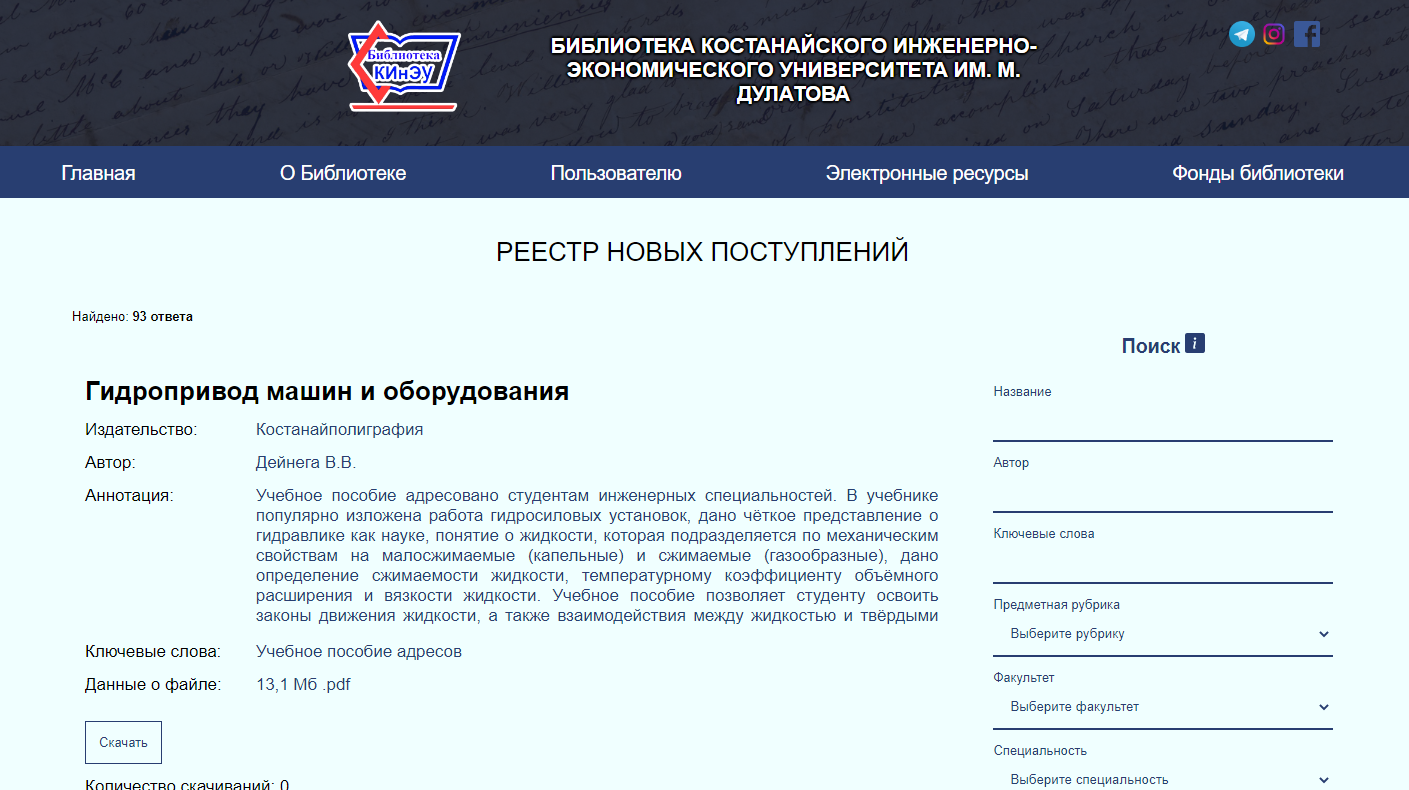 Библиотека
КИнЭУ
БИБЛИОТЕКА КОСТАНАЙСКОГО ИНЖЕНЕРНО-
ЭКОНОМИЧЕСКОГО УНИВЕРСИТЕТА ИМ. М.
ДУЛАТОВА
Главная
О Библиотеке
Пользователю
Электронные ресурсы
Фонды библиотеки
РЕЕСТР НОВЫХ ПОСТУПЛЕНИЙ
Найдено: 93 ответа
Гидропривод машин и оборудования
Издательство: Костанайполиграфия
Автор: Дейнега В.В.
Аннотация: Учебное пособие адресовано студентам инженерных специальностей. В учебнике
популярно изложена работа гидросиловых установок, дано чёткое представление о
гидравлике как науке, понятие о жидкости, которая подразделяется по механическим
свойствам на малосжимаемые (капельные) и сжимаемые (газообразные), дано
определение сжимаемости жидкости, температурному коэффициенту объёмного
расширения и вязкости жидкости. Учебное пособие позволяет студенту освоить
законы движения жидкости, а также взаимодействия между жидкостью и твёрдыми
Ключевые слова: Учебное пособие адресов
Данные о файле: 13,1 Мб .pdf
Скачать
Количество скачиваний: 0
Поиск i
Название
Автор
Ключевые слова
Предметная рубрика
Выберите рубрику
Факультет
Выберите факультет
Специальность
Выберите специальность